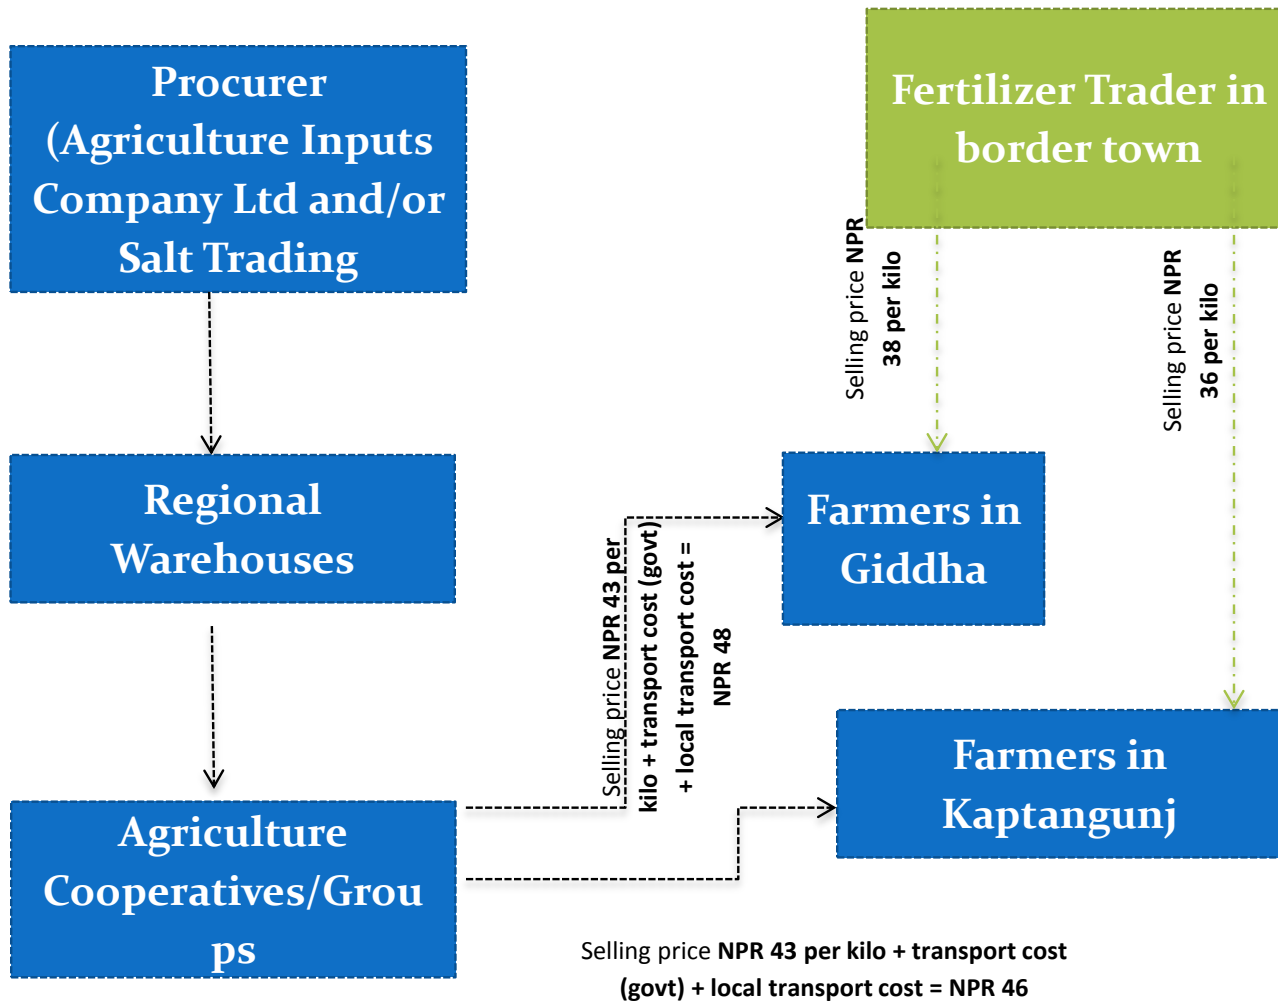 Procurer
(Agriculture Inputs
Company Ltd and/or
Salt Trading
Fertilizer Trader in
border town
Selling price NPR
38 per kilo
Selling price NPR
36 per kilo
Regional
Warehouses
Farmers in
Giddha
Selling price NPR 43 per
kilo + transport cost (govt)
+ local transport cost =
NPR 48
Farmers in
Kaptangunj
Agriculture
Cooperatives/Grou
ps
Selling price NPR 43 per kilo + transport cost
(govt) + local transport cost = NPR 46